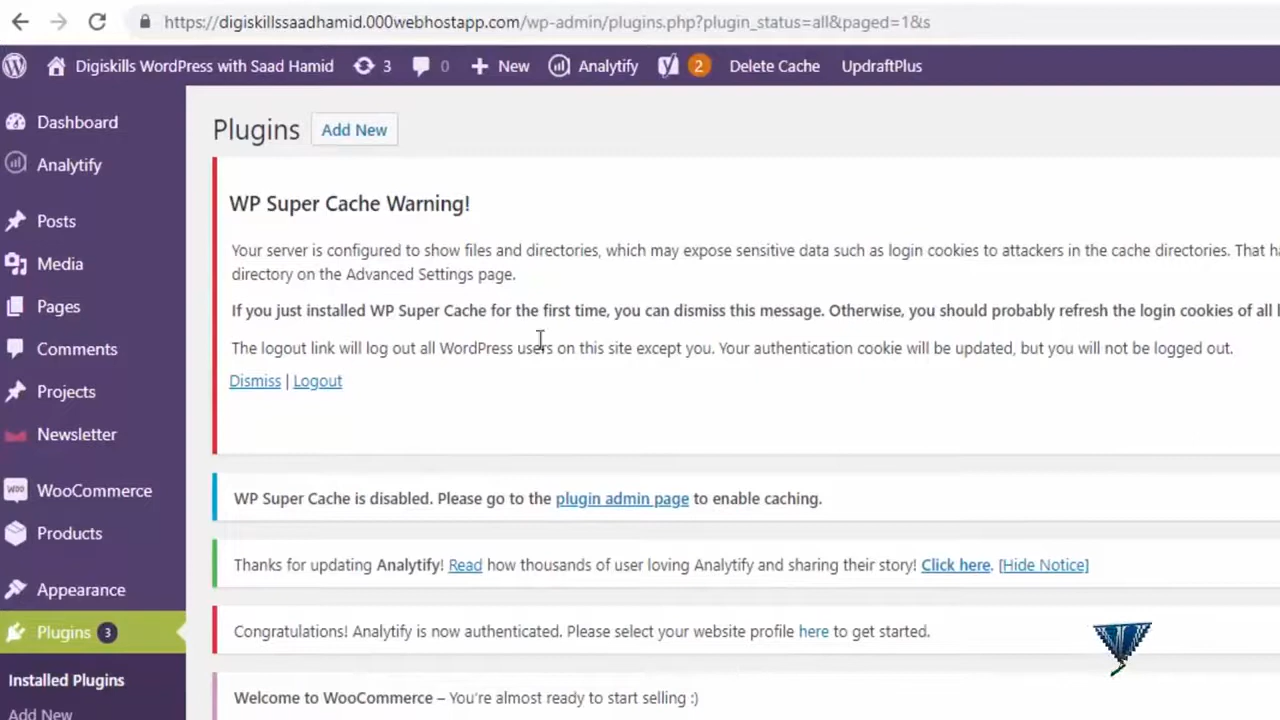 https://digiskillssaadhamid.000webhostapp.com/wp-admin/plugins.php?plugin_status=all&paged=1&s
Digiskills WordPress with Saad Hamid 3 0 New Analytify 2 Delete Cache UpdraftPlus
Dashboard
Analytify
Posts
Media
Pages
Comments
Projects
Newsletter
WooCommerce
Products
Appearance
Plugins 3
Installed Plugins
Add New
Plugins Add New
WP Super Cache Warning!
Your server is configured to show files and directories, which may expose sensitive data such as login cookies to attackers in the cache directories. That ha
directory on the Advanced Settings page.
If you just installed WP Super Cache for the first time, you can dismiss this message. Otherwise, you should probably refresh the login cookies of all l
The logout link will log out all WordPress users on this site except you. Your authentication cookie will be updated, but you will not be logged out.
Dismiss | Logout
WP Super Cache is disabled. Please go to the plugin admin page to enable caching.
Thanks for updating Analytify! Read how thousands of user loving Analytify and sharing their story! Click here. [Hide Notice]
Congratulations! Analytify is now authenticated. Please select your website profile here to get started.
Welcome to WooCommerce – You're almost ready to start selling :)